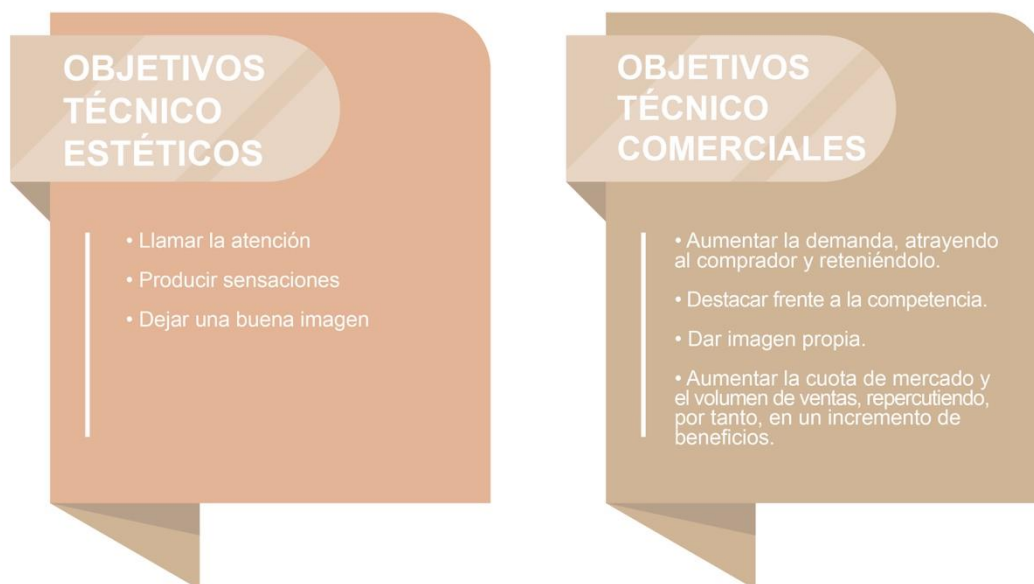 OBJETIVOS
TÉCNICO
ESTÉTICOS
• Llamar la atención
• Producir sensaciones
• Dejar una buena imagen
OBJETIVOS
TÉCNICO
COMERCIALES
• Aumentar la demanda, atrayendo
al comprador y reteniéndolo.
• Destacar frente a la competencia.
• Dar imagen propia.
• Aumentar la cuota de mercado y
el volumen de ventas, repercutiendo,
por tanto, en un incremento de
beneficios.